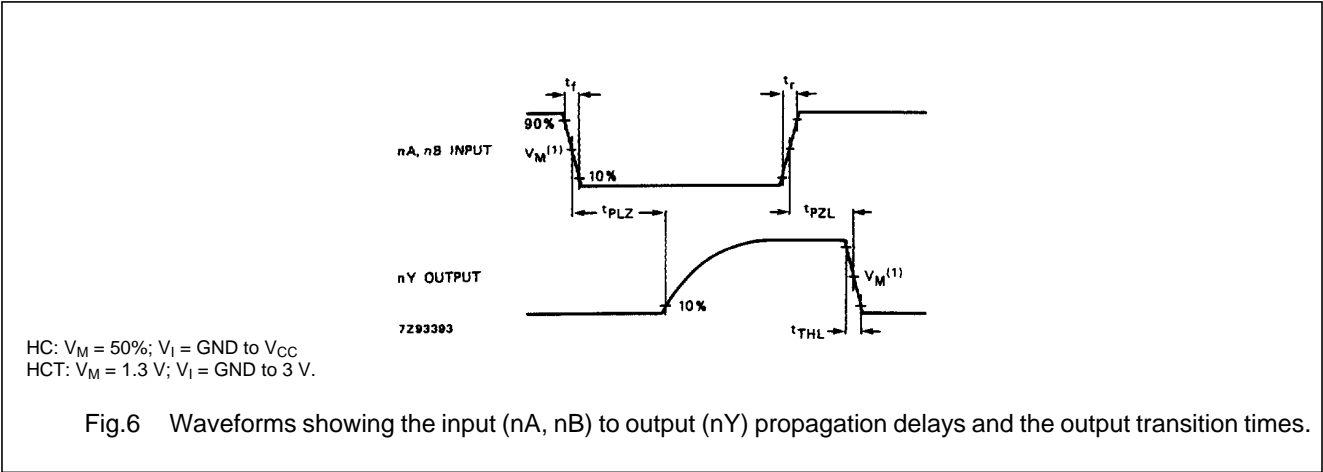 tf
tr
90%
nA, nB INPUT
VM(1)
10%
tPLZ
tPZL
nY OUTPUT
VM(1)
10%
7Z93393
tTHL
HC: VM = 50%; VI = GND to VCC
HCT: VM = 1.3 V; VI = GND to 3 V.
Fig.6 Waveforms showing the input (nA, nB) to output (nY) propagation delays and the output transition times.